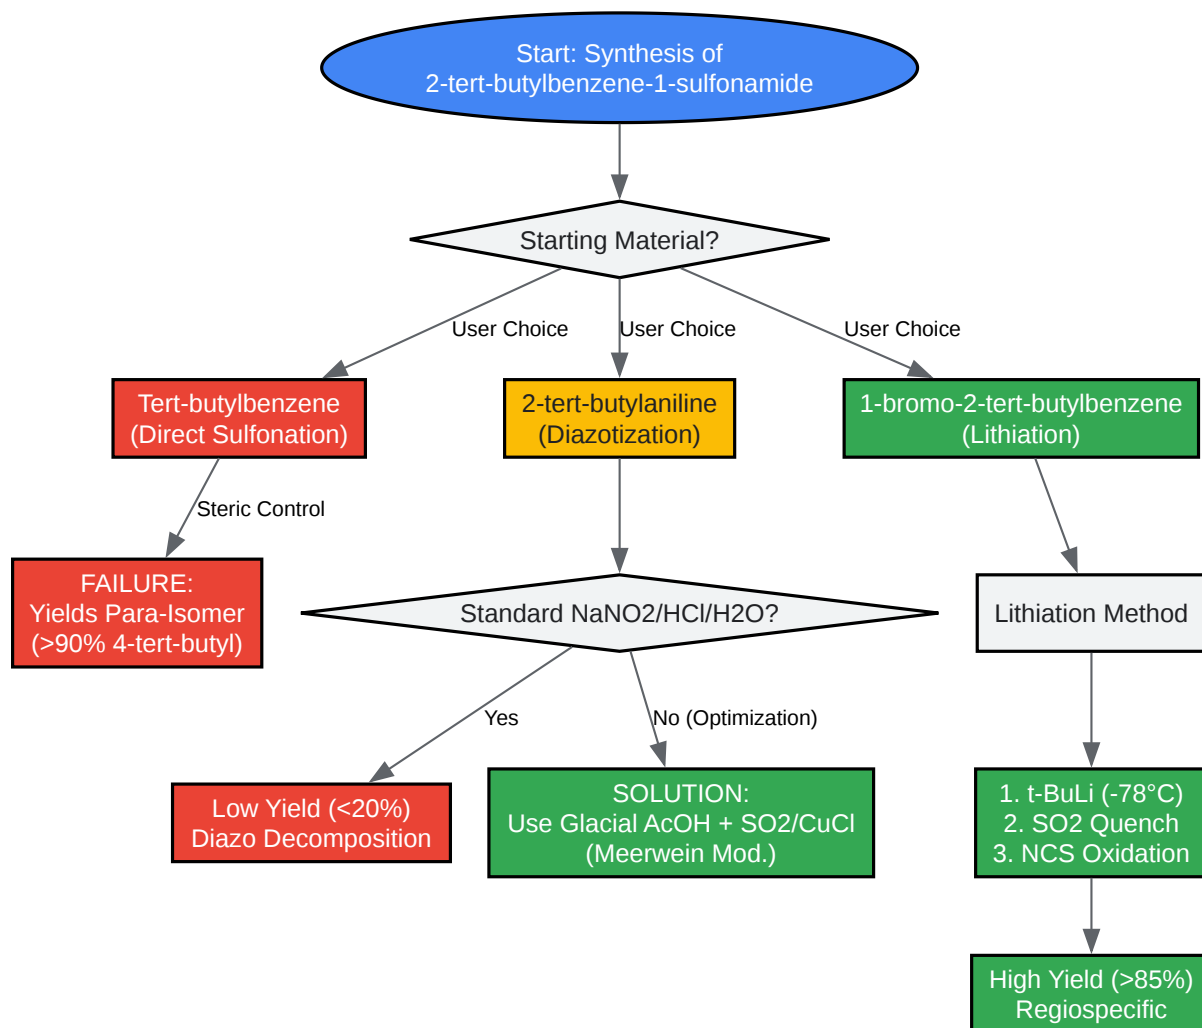 Start: Synthesis of
2-tert-butylbenzene-1-sulfonamide
Starting Material?
User Choice
User Choice
User Choice
Tert-butylbenzene
(Direct Sulfonation)
2-tert-butylaniline
(Diazotization)
1-bromo-2-tert-butylbenzene
(Lithiation)
Steric Control
FAILURE:
Yields Para-Isomer
(>90% 4-tert-butyl)
Standard NaNO2/HCl/H2O?
Lithiation Method
Yes
No (Optimization)
Low Yield (<20%)
Diazo Decomposition
SOLUTION:
Use Glacial AcOH + SO2/CuCl
(Meerwein Mod.)
1. t-BuLi (-78°C)
2. SO2 Quench
3. NCS Oxidation
High Yield (>85%)
Regiospecific